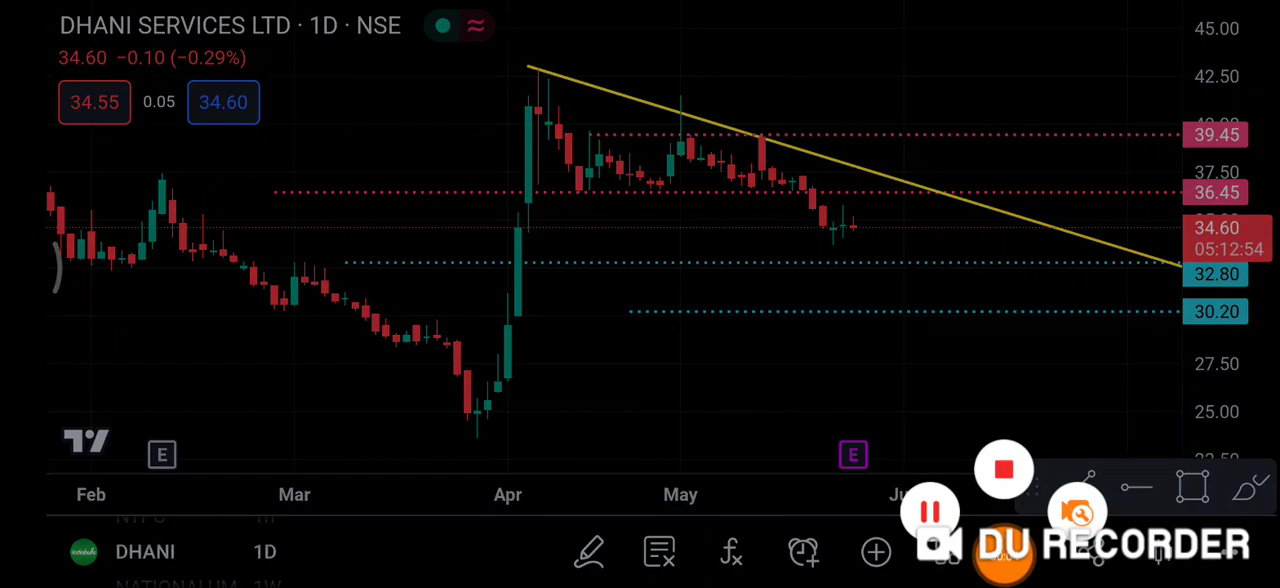 DHANI SERVICES LTD · 1D · NSE
34.60 −0.10 (−0.29%)
34.55 0.05 34.60
45.00
42.50
39.45
37.50
36.45
34.60
05:12:54
32.80
30.20
27.50
25.00
E E
Feb Mar Apr May
DHANI 1D
DU RECORDER